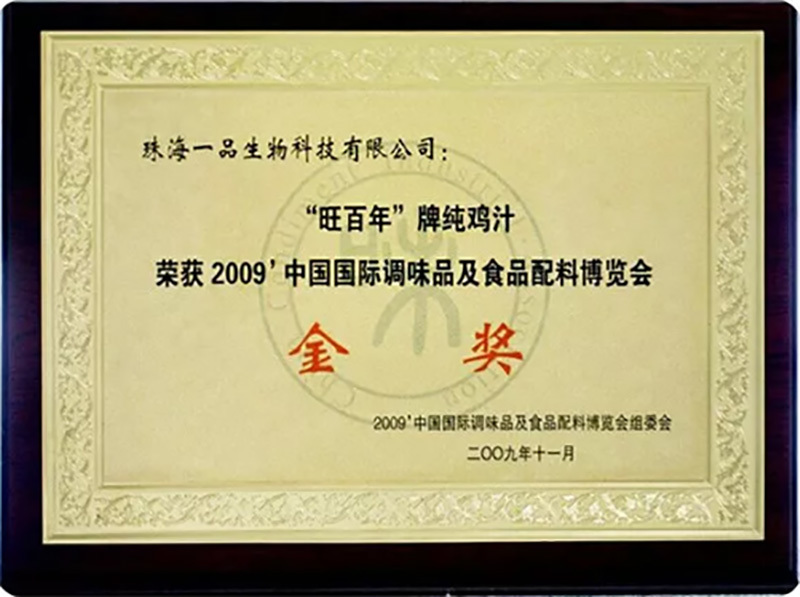 珠海一品生物科技有限公司：
“旺百年”牌纯鸡汁
荣获2009’中国国际调味品及食品配料博览会
金 奖
2009’中国国际调味品及食品配料博览会组委会
二〇〇九年十一月